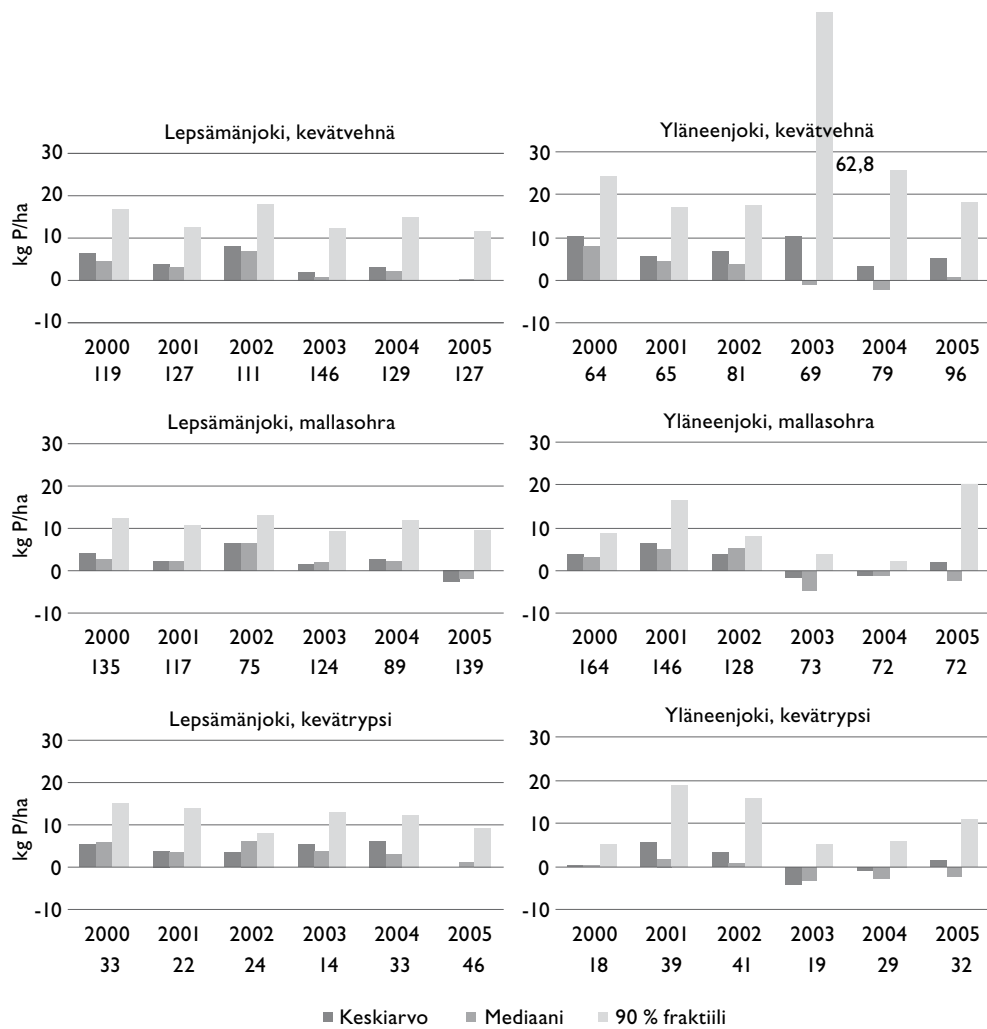 Lepsämänjoki, kevätvehnä
kg P/ha
30
20
10
0
-10
2000 2001 2002 2003 2004 2005
119 127 111 146 129 127
Yläneenjoki, kevätvehnä
62,8
30
20
10
0
-10
2000 2001 2002 2003 2004 2005
64 65 81 69 79 96
Lepsämänjoki, mallasohra
kg P/ha
30
20
10
0
-10
2000 2001 2002 2003 2004 2005
135 117 75 124 89 139
Yläneenjoki, mallasohra
30
20
10
0
-10
2000 2001 2002 2003 2004 2005
164 146 128 73 72 72
Lepsämänjoki, kevätrypsi
kg P/ha
30
20
10
0
-10
2000 2001 2002 2003 2004 2005
33 22 24 14 33 46
Yläneenjoki, kevätrypsi
30
20
10
0
-10
2000 2001 2002 2003 2004 2005
18 39 41 19 29 32
Keskiarvo Mediaani 90 % fraktiili